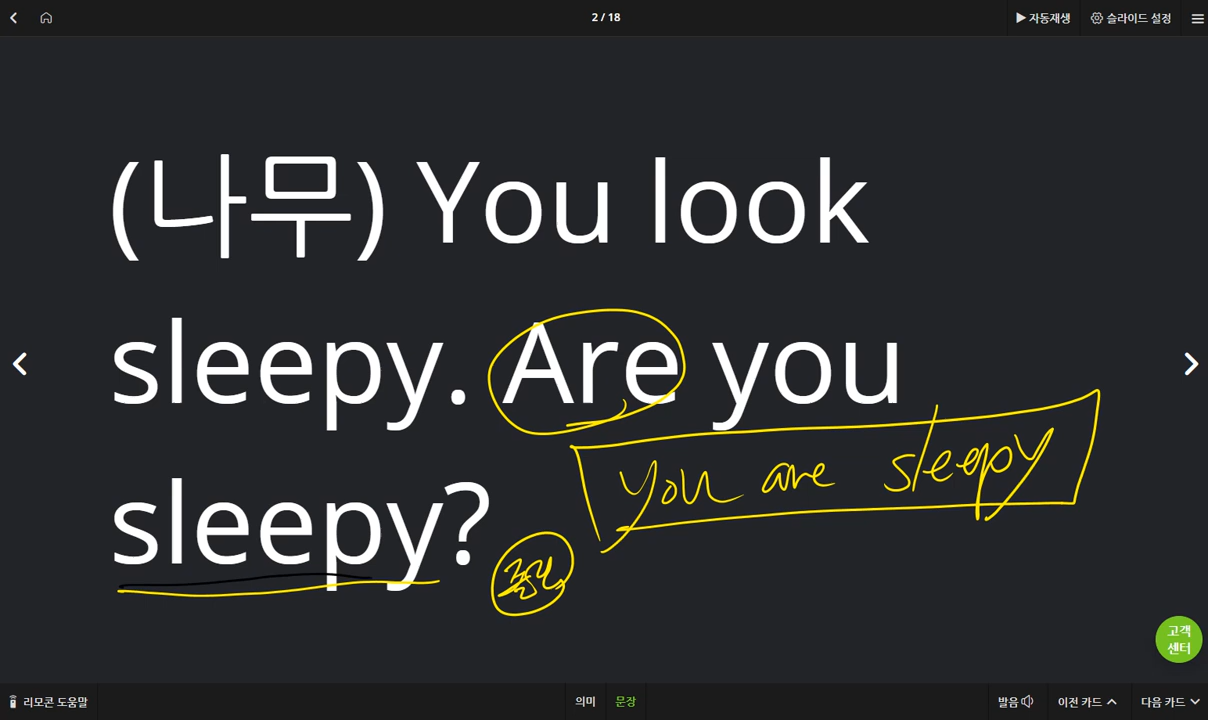 2 / 18
자동재생
슬라이드 설정
(나무) You look
sleepy. Are you
you are sleepy
sleepy?
고객
센터
리모콘 도움말
의미
문장
발음
이전 카드
다음 카드